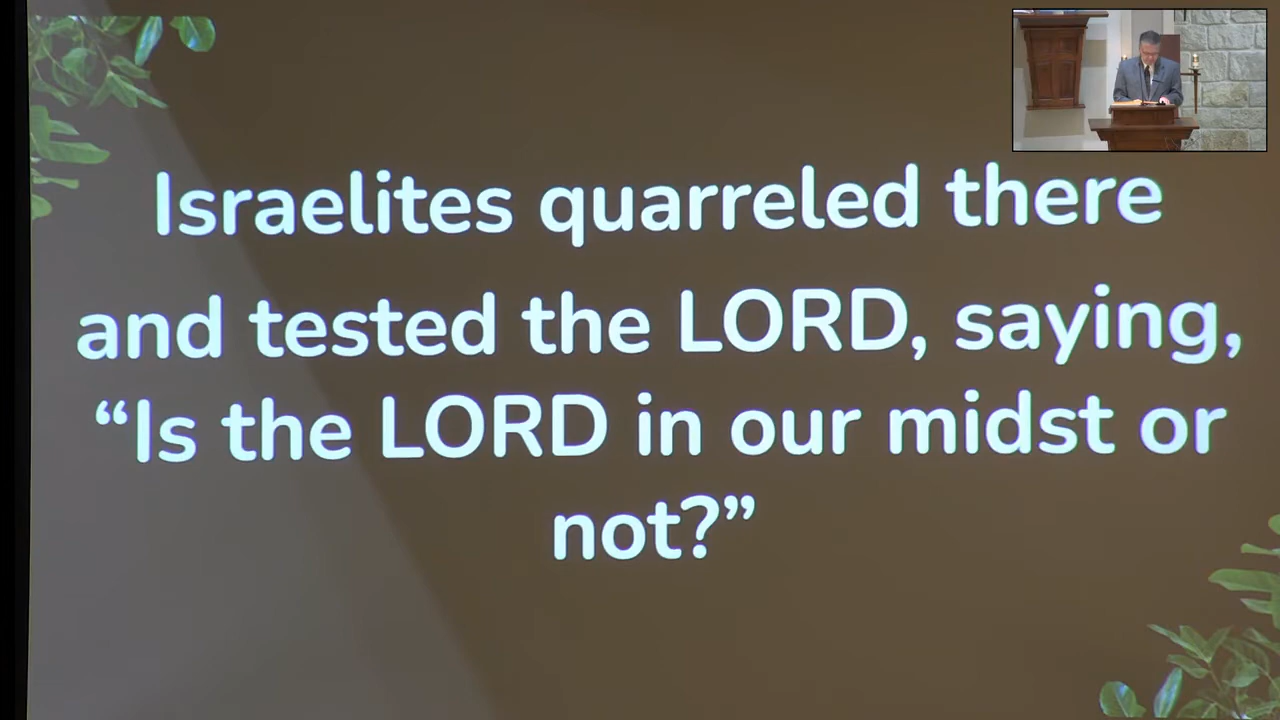 Israelites quarreled there
and tested the LORD, saying,
“Is the LORD in our midst or
not?”